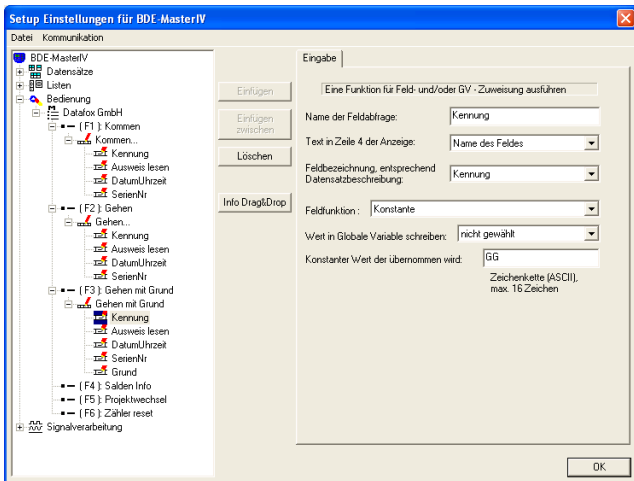 Setup Einstellungen für BDE-MasterIV
Datei Kommunikation
BDE-MasterIV
Datensätze
Listen
Bedienung
Datafox GmbH
( F1 ): Kommen
Kommen...
Kennung
Ausweis lesen
DatumUhrzeit
SerienNr
( F2 ): Gehen
Gehen...
Kennung
Ausweis lesen
DatumUhrzeit
SerienNr
( F3 ): Gehen mit Grund
Gehen mit Grund
Kennung
Ausweis lesen
DatumUhrzeit
SerienNr
Grund
( F4 ): Salden Info
( F5 ): Projektwechsel
( F6 ): Zähler reset
Signalverarbeitung
Einfügen
Einfügen
zwischen
Löschen
Info Drag&Drop
Eingabe
Eine Funktion für Feld- und/oder GV - Zuweisung ausführen
Name der Feldabfrage: Kennung
Text in Zeile 4 der Anzeige: Name des Feldes
Feldbezeichnung, entsprechend
Datensatzbeschreibung: Kennung
Feldfunktion : Konstante
Wert in Globale Variable schreiben: nicht gewählt
Konstanter Wert der übernommen wird: GG
Zeichenkette (ASCII),
max. 16 Zeichen
OK